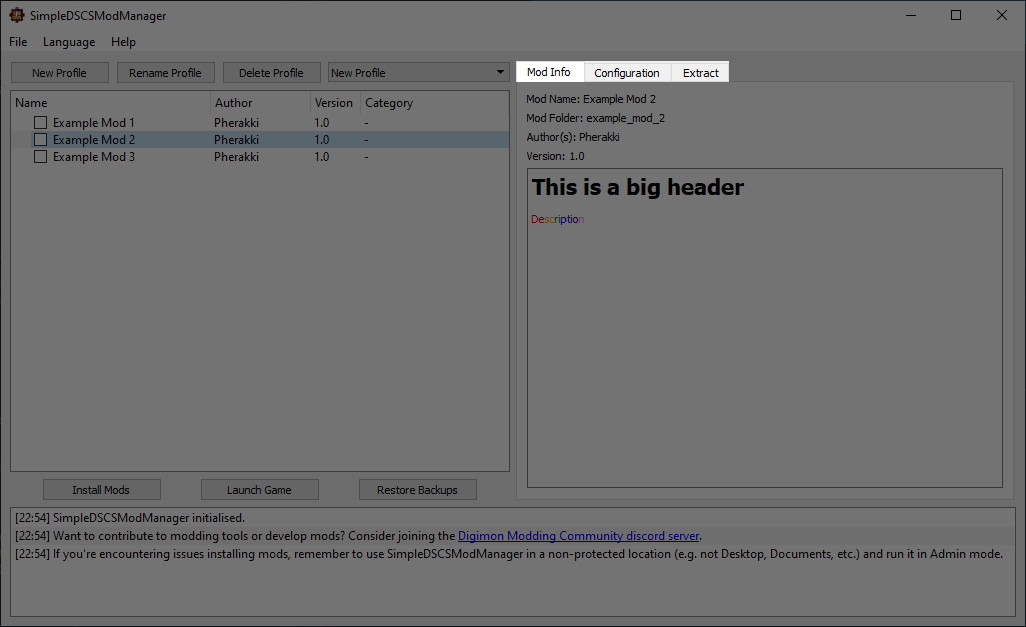 SimpleDSCSModManager
File Language Help
New Profile Rename Profile Delete Profile New Profile
Mod Info Configuration Extract
Name Author Version Category
Example Mod 1 Pherakki 1.0 -
Example Mod 2 Pherakki 1.0 -
Example Mod 3 Pherakki 1.0 -
Mod Name: Example Mod 2
Mod Folder: example_mod_2
Author(s): Pherakki
Version: 1.0
This is a big header
Description
Install Mods Launch Game Restore Backups
[22:54] SimpleDSCSModManager initialised.
[22:54] Want to contribute to modding tools or develop mods? Consider joining the Digimon Modding Community discord server.
[22:54] If you're encountering issues installing mods, remember to use SimpleDSCSModManager in a non-protected location (e.g. not Desktop, Documents, etc.) and run it in Admin mode.